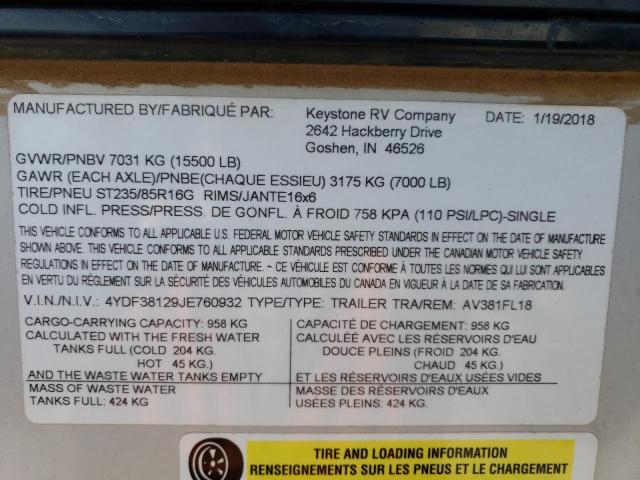 MANUFACTURED BY/FABRIQUÉ PAR: Keystone RV Company DATE: 1/19/2018
2642 Hackberry Drive
Goshen, IN 46526
GVWR/PNBV 7031 KG (15500 LB)
GAWR (EACH AXLE)/PNBE(CHAQUE ESSIEU) 3175 KG (7000 LB)
TIRE/PNEU ST235/85R16G RIMS/JANTE16x6
COLD INFL. PRESS/PRESS. DE GONFL. À FROID 758 KPA (110 PSI/LPC)-SINGLE
THIS VEHICLE CONFORMS TO ALL APPLICABLE U.S. FEDERAL MOTOR VEHICLE SAFETY STANDARDS IN EFFECT ON THE DATE OF MANUFACTURE
SHOWN ABOVE. THIS VEHICLE CONFORMS TO ALL APPLICABLE STANDARDS PRESCRIBED UNDER THE CANADIAN MOTOR VEHICLE SAFETY
REGULATIONS IN EFFECT ON THE DATE OF MANUFACTURE. ~ CE VÉHICULE EST CONFORME À TOUTES LES NORMES QUI LUI SONT APPLICABLES
EN VERTU DU RÉGLEMENT SUR LA SÉCURITÉ DES VÉHICULES AUTOMOBILES DU CANADA EN VIGUEUR À LA DATE DE SA FABRICATION.
V.I.N./N.I.V.: 4YDF38129JE760932 TYPE/TYPE: TRAILER TRA/REM: AV381FL18
CARGO-CARRYING CAPACITY: 958 KG
CALCULATED WITH THE FRESH WATER
TANKS FULL (COLD 204 KG.
HOT 45 KG.)
AND THE WASTE WATER TANKS EMPTY
MASS OF WASTE WATER
TANKS FULL: 424 KG
CAPACITÉ DE CHARGEMENT: 958 KG
CALCULÉE AVEC LES RÉSERVOIRS D'EAU
DOUCE PLEINS (FROID 204 KG.
CHAUD 45 KG.)
ET LES RÉSERVOIRS D'EAUX USÉES VIDES
MASSE DES RÉSERVOIRS D'EAUX
USÉES PLEINS: 424 KG.
TIRE AND LOADING INFORMATION
RENSEIGNEMENTS SUR LES PNEUS ET LE CHARGEMENT